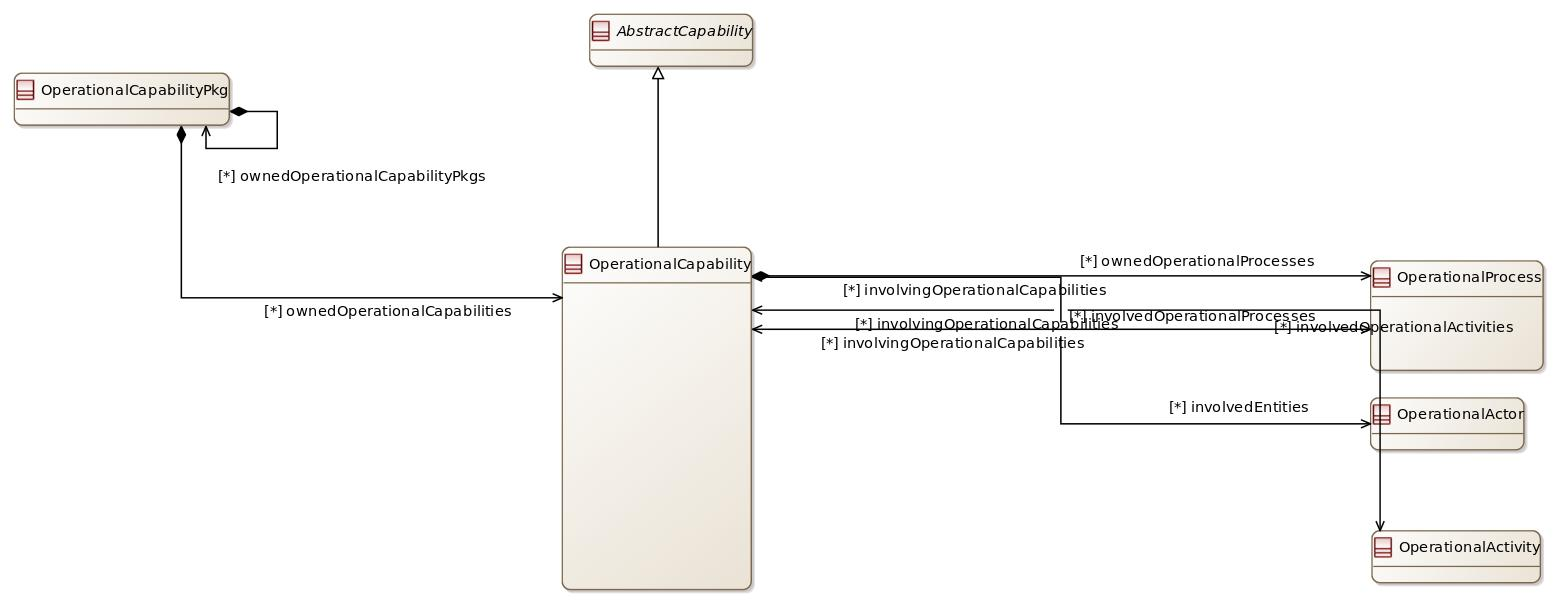 AbstractCapability
OperationalCapabilityPkg
[*] ownedOperationalCapabilityPkgs
OperationalCapability
[*] ownedOperationalProcesses
OperationalProcess
[*] involvingOperationalCapabilities
[*] ownedOperationalCapabilities
[*] involvedOperationalProcesses
[*] involvingOperationalCapabilities
[*] involvedOperationalActivities
[*] involvingOperationalCapabilities
[*] involvedEntities
OperationalActor
OperationalActivity